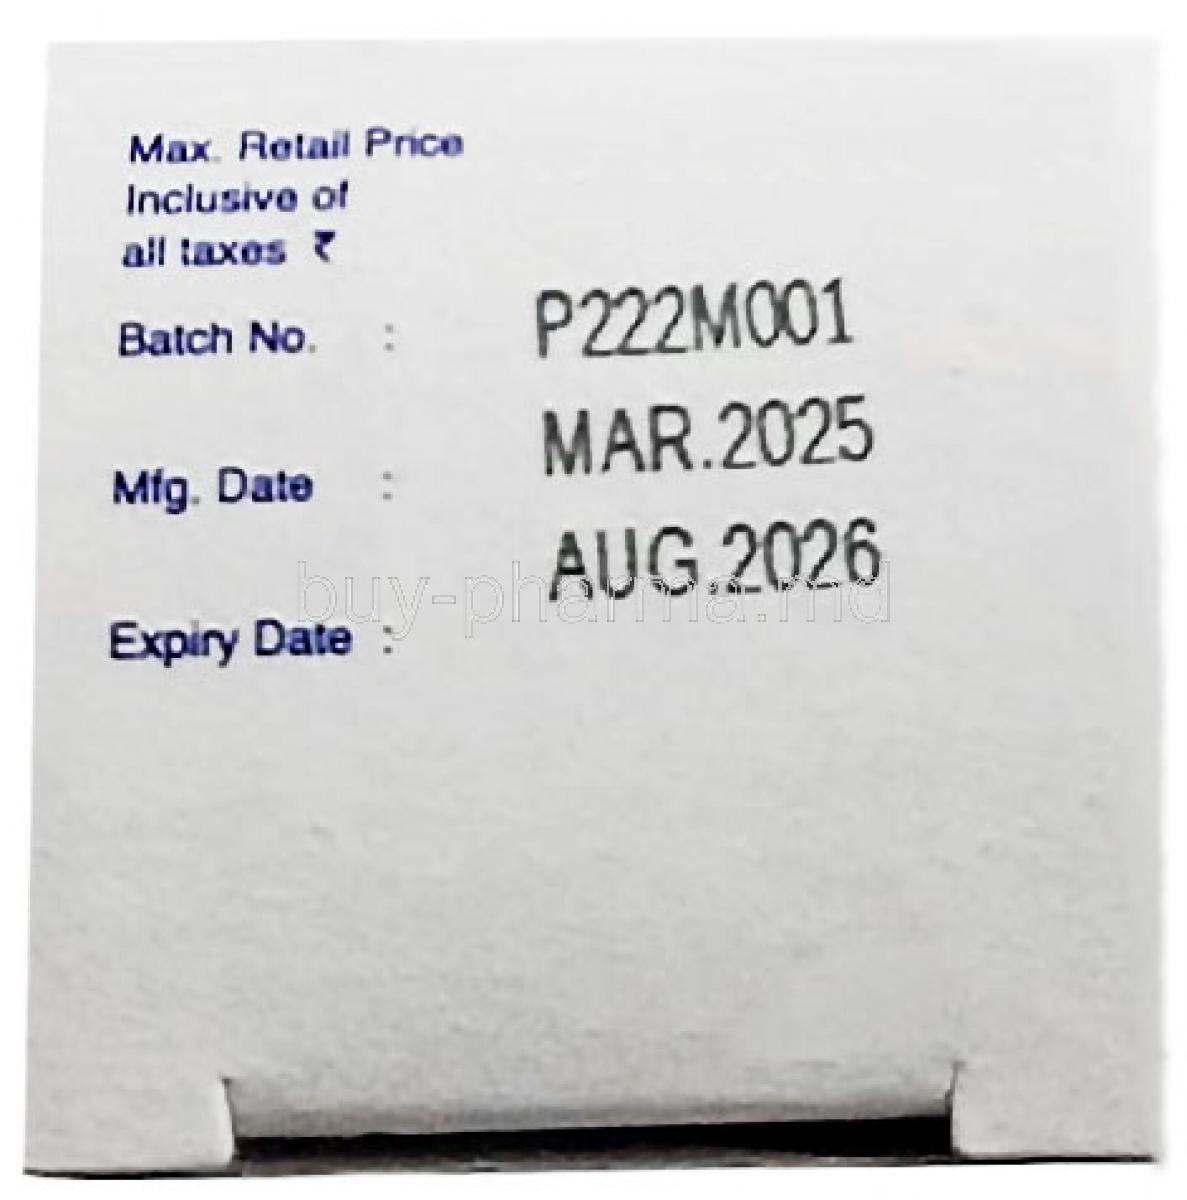 Max. Retail Price
Inclusive of
all taxes ₹
Batch No. : P222M001
Mfg. Date : MAR.2025
Expiry Date : AUG.2026
buy-pharma.md